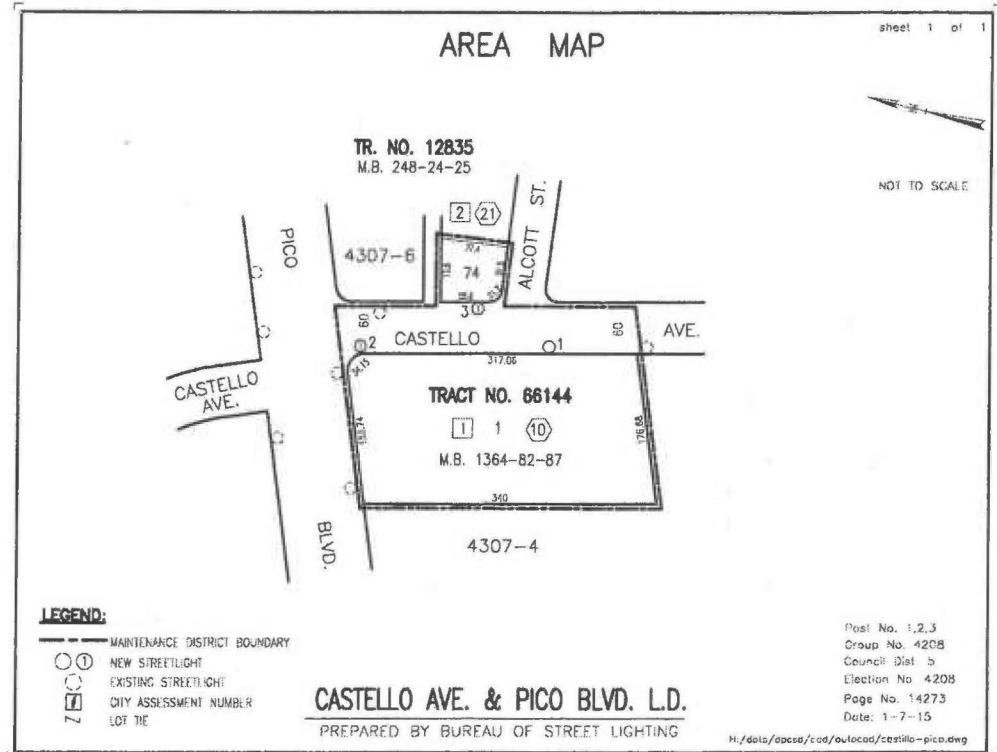 sheet 1 of 1
AREA MAP
NOT TO SCALE
TR. NO. 12835
M.B. 248-24-25
2 21
PICO
4307-6
74
ALCOTT ST.
3
60
CASTELLO
AVE.
60
2
1
317.06
CASTELLO
AVE.
TRACT NO. 66144
1 1 10
M.B. 1364-82-87
176.68
340
4307-4
BLVD.
LEGEND:
MAINTENANCE DISTRICT BOUNDARY
1 NEW STREETLIGHT
EXISTING STREETLIGHT
CITY ASSESSMENT NUMBER
LOT TIE
CASTELLO AVE. & PICO BLVD. L.D.
PREPARED BY BUREAU OF STREET LIGHTING
Post No. 1,2,3
Group No. 4208
Council Dist 5
Election No 4208
Page No. 14273
Date: 1-7-15